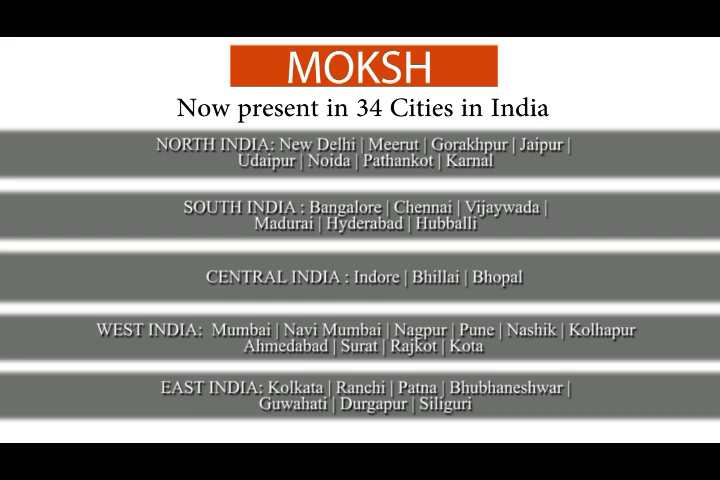 MOKSH
Now present in 34 Cities in India
NORTH INDIA: New Delhi | Meerut | Gorakhpur | Jaipur |
Udaipur | Noida | Pathankot | Karnal
SOUTH INDIA : Bangalore | Chennai | Vijaywada |
Madurai | Hyderabad | Hubballi
CENTRAL INDIA : Indore | Bhillai | Bhopal
WEST INDIA: Mumbai | Navi Mumbai | Nagpur | Pune | Nashik | Kolhapur
Ahmedabad | Surat | Rajkot | Kota
EAST INDIA: Kolkata | Ranchi | Patna | Bhubhaneshwar |
Guwahati | Durgapur | Siliguri